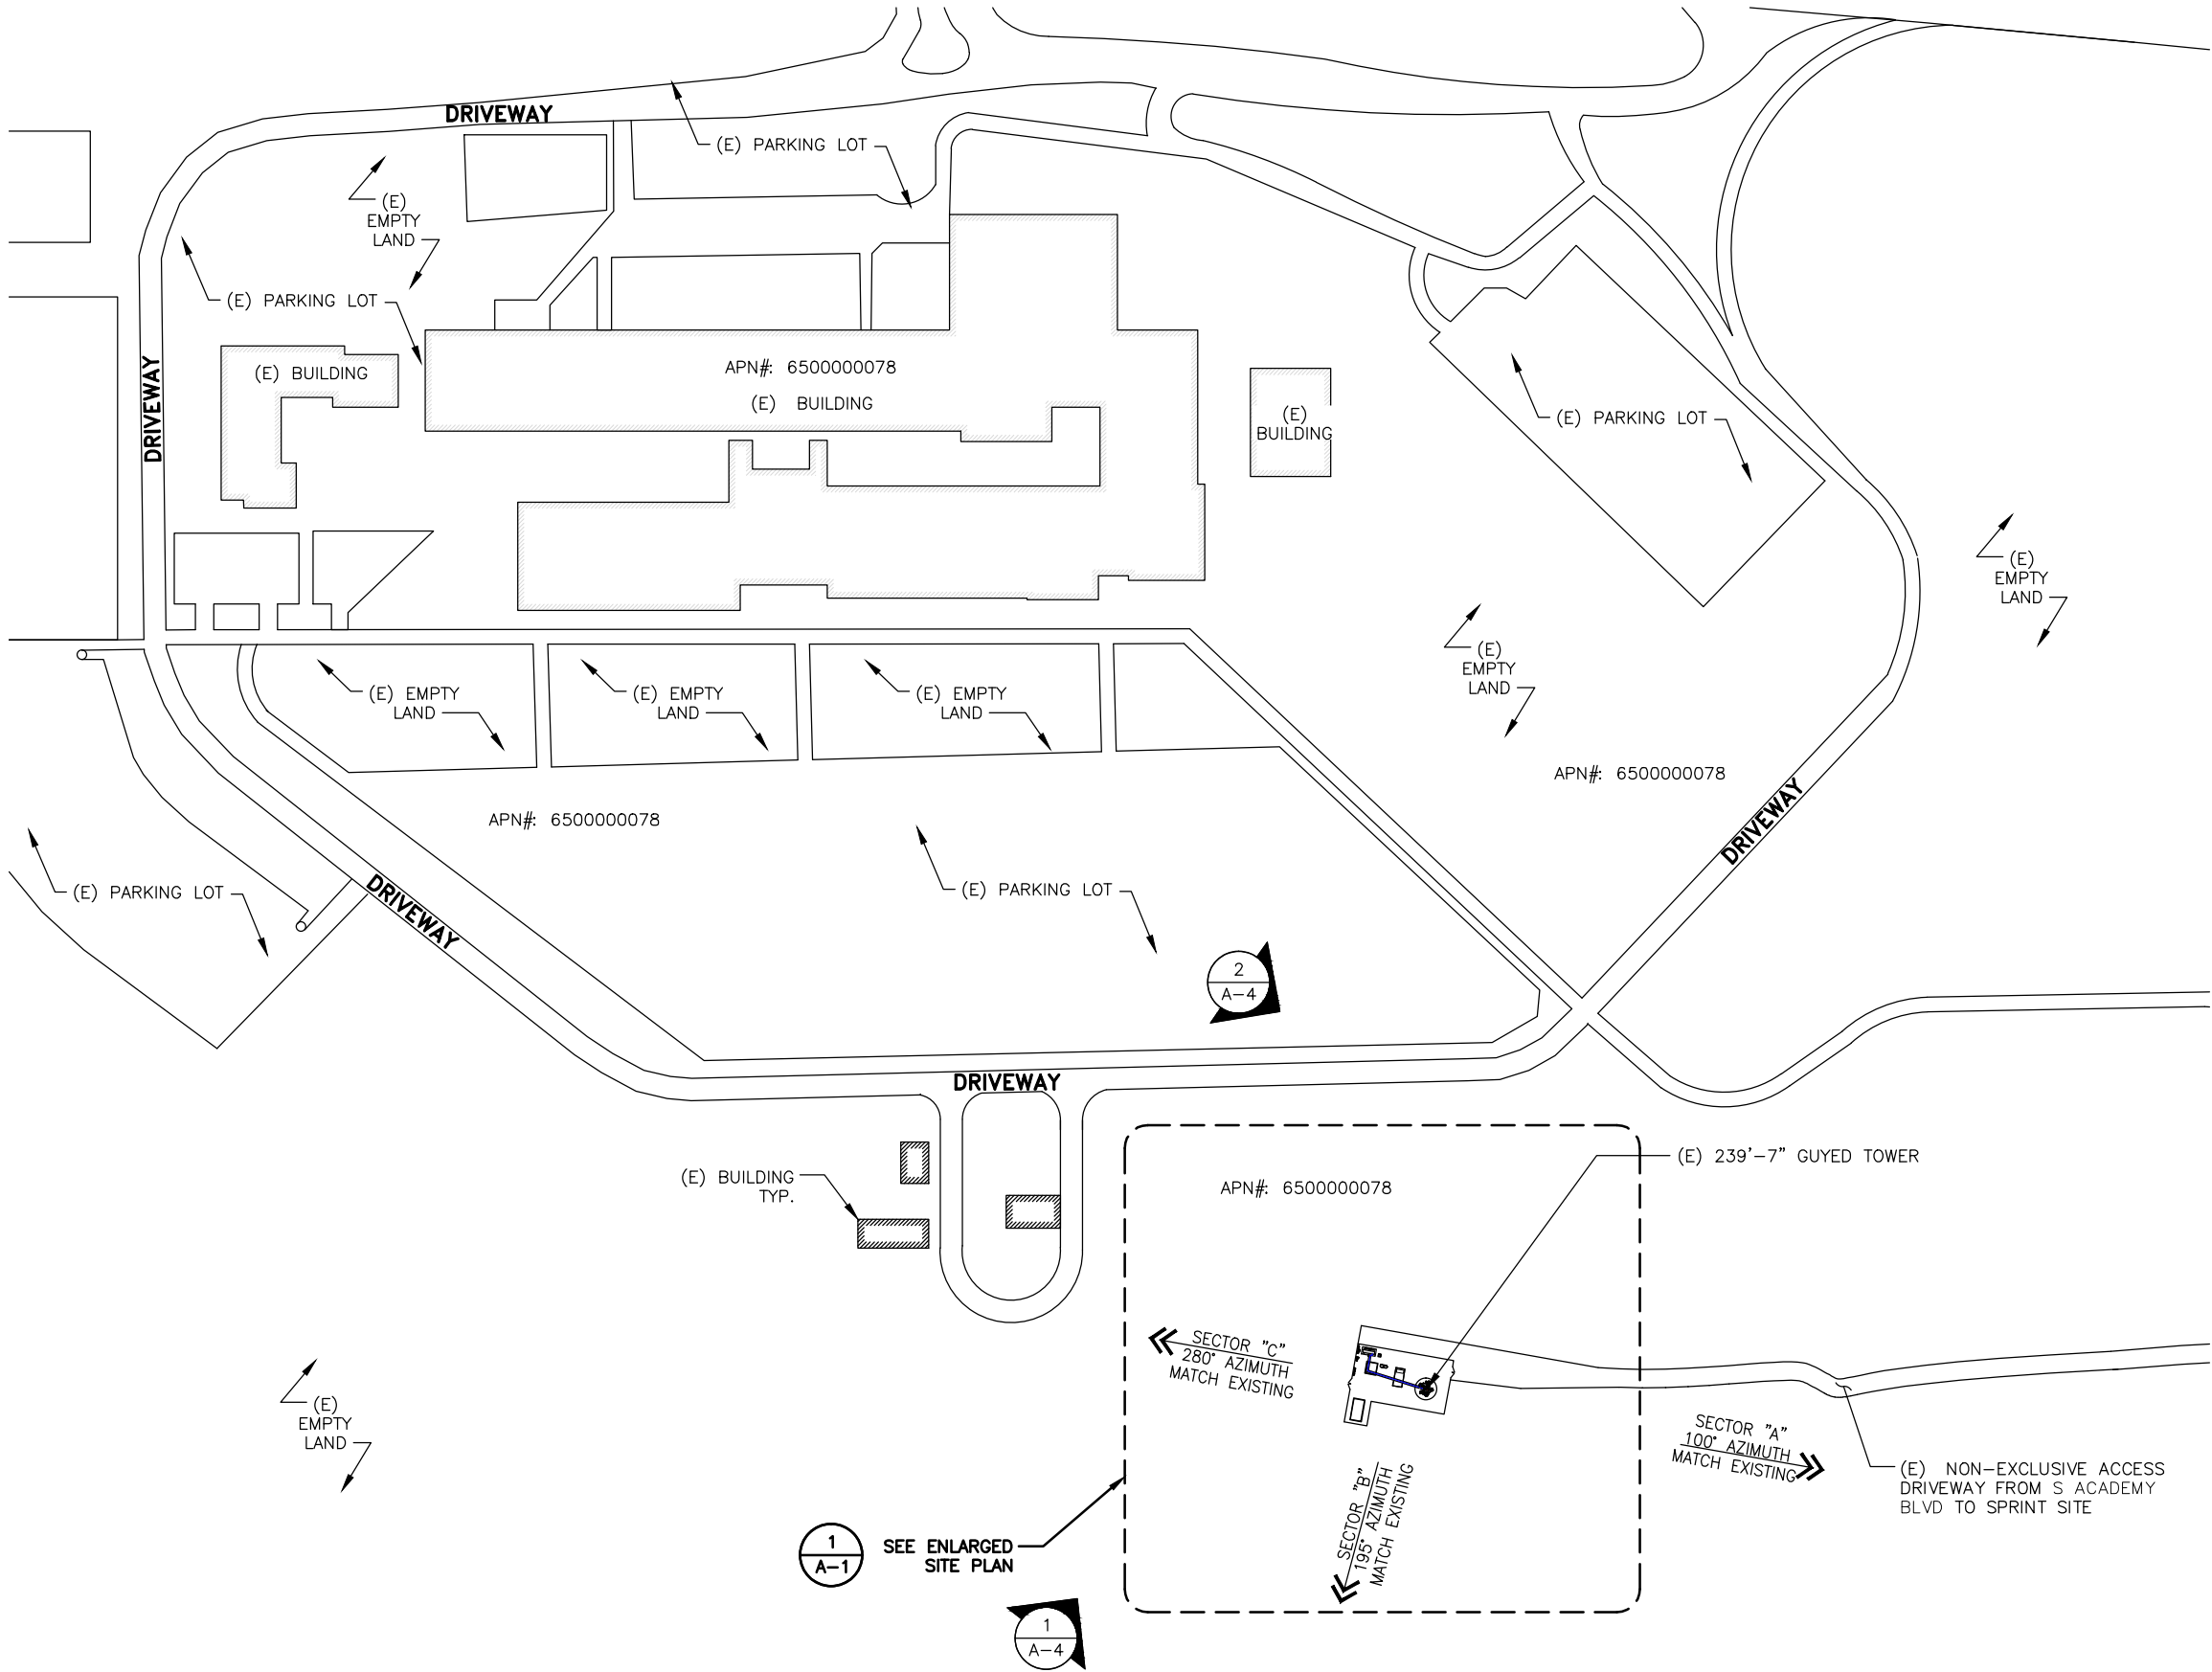 DRIVEWAY
(E) PARKING LOT
(E)
EMPTY
LAND
(E) PARKING LOT
DRIVEWAY
(E) BUILDING
APN#: 6500000078
(E) BUILDING
(E)
BUILDING
(E) PARKING LOT
(E)
EMPTY
LAND
(E)
EMPTY
LAND
(E) EMPTY
LAND
(E) EMPTY
LAND
(E) EMPTY
LAND
APN#: 6500000078
APN#: 6500000078
DRIVEWAY
(E) PARKING LOT
DRIVEWAY
(E) PARKING LOT
2
A-4
DRIVEWAY
(E) BUILDING
TYP.
APN#: 6500000078
(E) 239'-7" GUYED TOWER
SECTOR "C"
280° AZIMUTH
MATCH EXISTING
SECTOR "A"
100° AZIMUTH
MATCH EXISTING
SECTOR "B"
195° AZIMUTH
MATCH EXISTING
(E) NON-EXCLUSIVE ACCESS
DRIVEWAY FROM S ACADEMY
BLVD TO SPRINT SITE
(E)
EMPTY
LAND
1
A-1
SEE ENLARGED
SITE PLAN
1
A-4